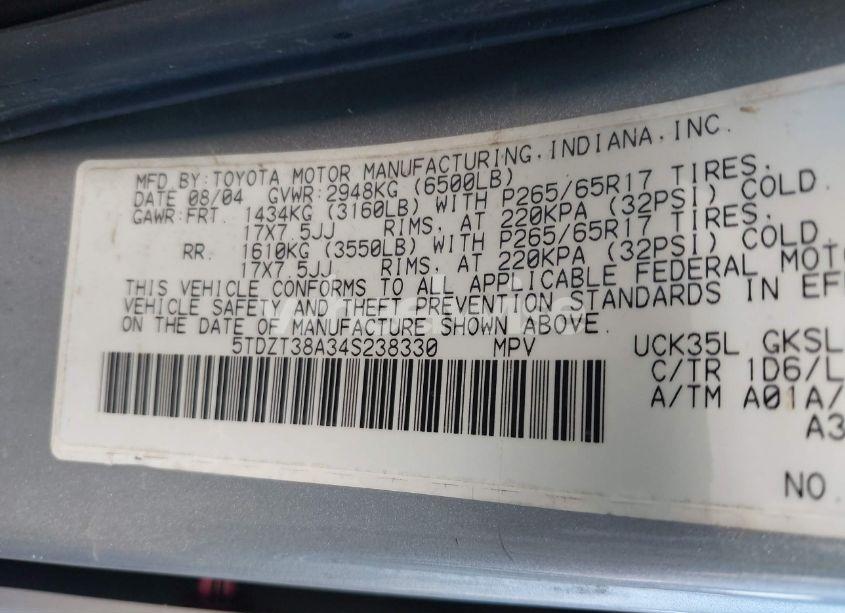 MFD BY:TOYOTA MOTOR MANUFACTURING,INDIANA,INC.
DATE 08/04 GVWR:2948KG (6500LB)
GAWR:FRT. 1434KG (3160LB) WITH P265/65R17 TIRES,
17X7.5JJ RIMS, AT 220KPA (32PSI) COLD.
RR. 1610KG (3550LB) WITH P265/65R17 TIRES,
17X7.5JJ RIMS, AT 220KPA (32PSI) COLD
THIS VEHICLE CONFORMS TO ALL APPLICABLE FEDERAL MOT
VEHICLE SAFETY AND THEFT PREVENTION STANDARDS IN EF
ON THE DATE OF MANUFACTURE SHOWN ABOVE.
5TDZT38A34S238330 MPV UCK35L GKSL
C/TR 1D6/L
A/TM A01A/
A3
NO.